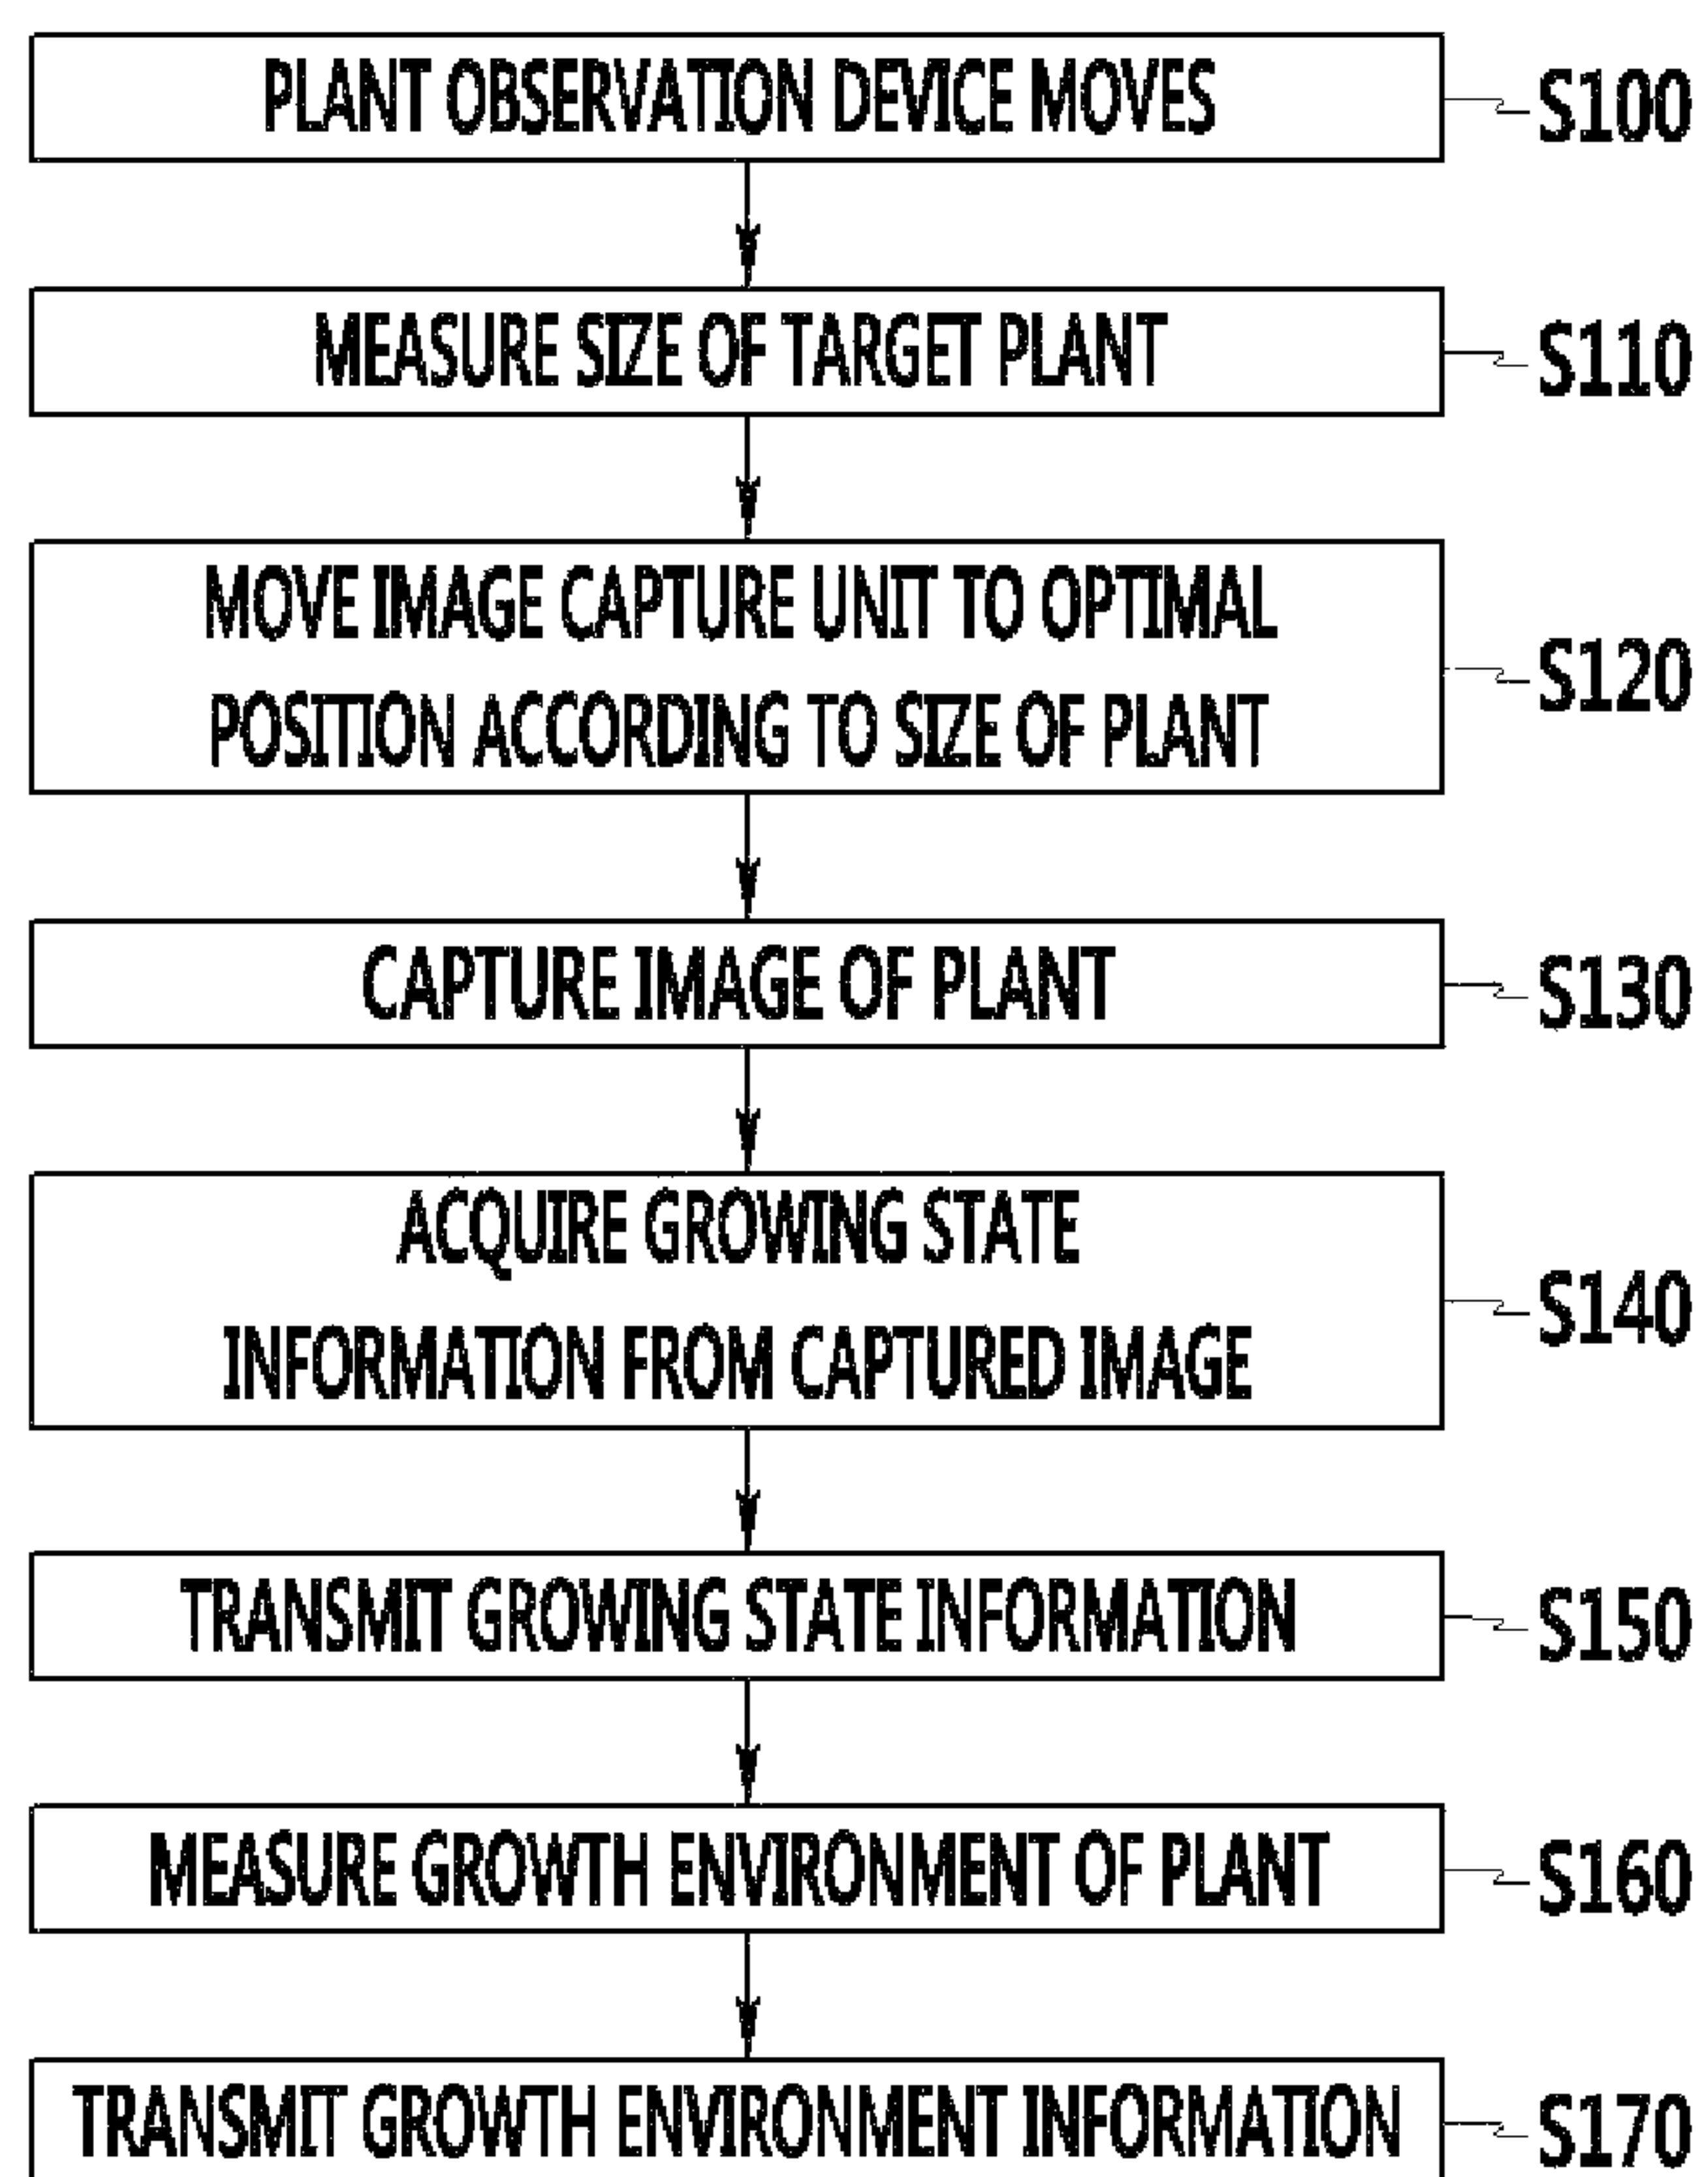 PLANT OBSERVATION DEVICE MOVES
S100
MEASURE SIZE OF TARGET PLANT
S110
MOVE IMAGE CAPTURE UNIT TO OPTIMAL
POSITION ACCORDING TO SIZE OF PLANT
S120
CAPTURE IMAGE OF PLANT
S130
ACQUIRE GROWING STATE
INFORMATION FROM CAPTURED IMAGE
S140
TRANSMIT GROWING STATE INFORMATION
S150
MEASURE GROWTH ENVIRONMENT OF PLANT
S160
TRANSMIT GROWTH ENVIRONMENT INFORMATION
S170